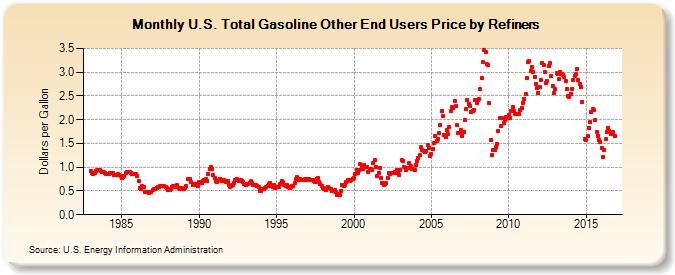 Monthly U.S. Total Gasoline Other End Users Price by Refiners
Dollars per Gallon
3.5
3.0
2.5
2.0
1.5
1.0
0.5
0.0
1985 1990 1995 2000 2005 2010 2015
Source: U.S. Energy Information Administration